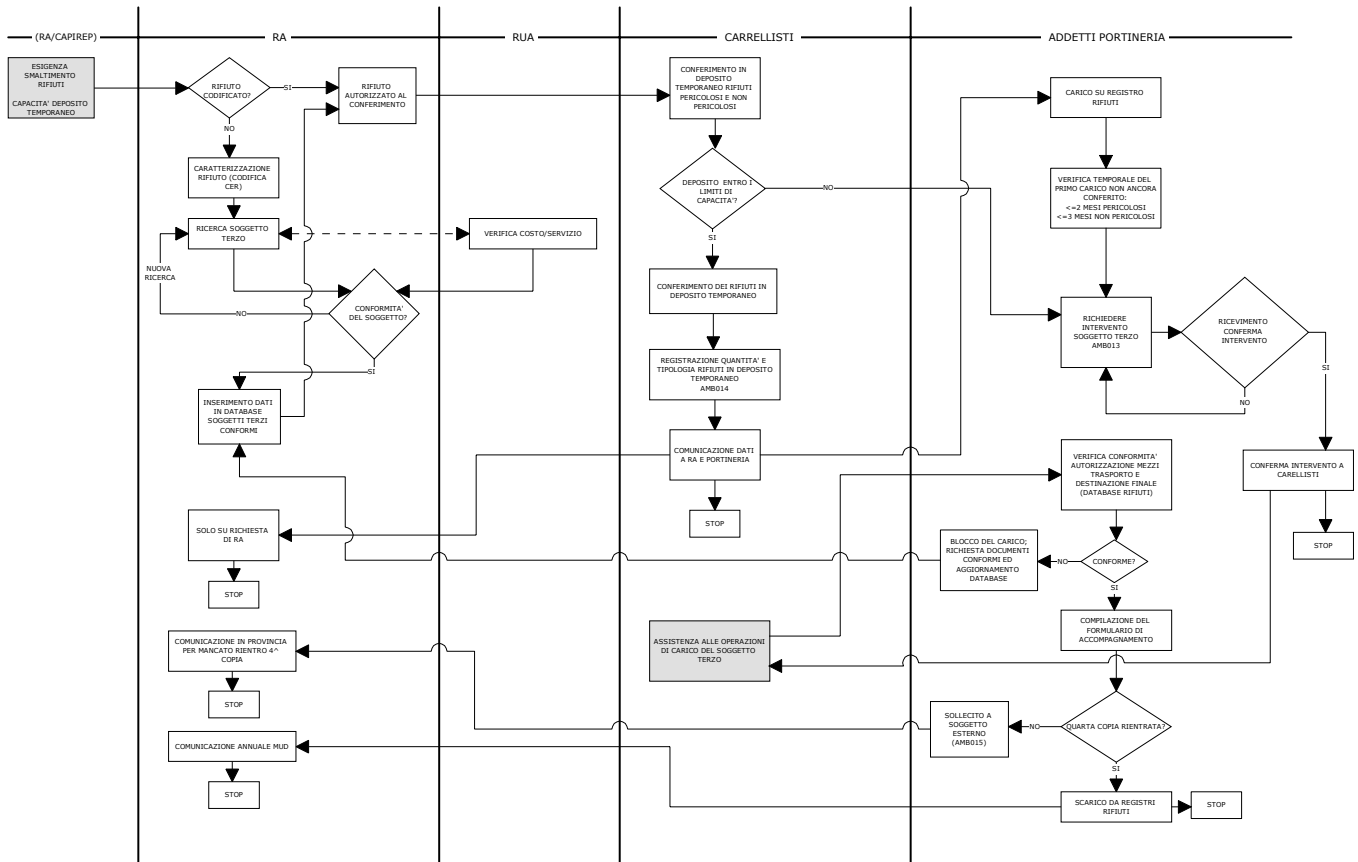 (RA/CAPIREP)
RA
RUA
CARRELLISTI
ADDETTI PORTINERIA
ESIGENZA
SMALTIMENTO
RIFIUTI
CAPACITA' DEPOSITO
TEMPORANEO
RIFIUTO
CODIFICATO?
SI
NO
RIFIUTO
AUTORIZZATO AL
CONFERIMENTO
CARATTERIZZAZIONE
RIFIUTO (CODIFICA
CER)
RICERCA SOGGETTO
TERZO
NUOVA
RICERCA
VERIFICA COSTO/SERVIZIO
CONFORMITA'
DEL SOGGETTO?
NO
SI
INSERIMENTO DATI
IN DATABASE
SOGGETTI TERZI
CONFORMI
SOLO SU RICHIESTA
DI RA
STOP
COMUNICAZIONE IN PROVINCIA
PER MANCATO RIENTRO 4^
COPIA
STOP
COMUNICAZIONE ANNUALE MUD
STOP
CONFERIMENTO IN
DEPOSITO
TEMPORANEO RIFIUTI
PERICOLOSI E NON
PERICOLOSI
DEPOSITO ENTRO I
LIMITI DI
CAPACITA'?
NO
SI
CONFERIMENTO DEI RIFIUTI IN
DEPOSITO TEMPORANEO
REGISTRAZIONE QUANTITA' E
TIPOLOGIA RIFIUTI IN DEPOSITO
TEMPORANEO
AMB014
COMUNICAZIONE DATI
A RA E PORTINERIA
STOP
ASSISTENZA ALLE OPERAZIONI
DI CARICO DEL SOGGETTO
TERZO
CARICO SU REGISTRO
RIFIUTI
VERIFICA TEMPORALE DEL
PRIMO CARICO NON ANCORA
CONFERITO:
<=2 MESI PERICOLOSI
<=3 MESI NON PERICOLOSI
RICHIEDERE
INTERVENTO
SOGGETTO TERZO
AMB013
RICEVIMENTO
CONFERMA
INTERVENTO
SI
NO
CONFERMA INTERVENTO A
CARELLISTI
STOP
VERIFICA CONFORMITA'
AUTORIZZAZIONE MEZZI
TRASPORTO E
DESTINAZIONE FINALE
(DATABASE RIFIUTI)
CONFORME?
NO
SI
BLOCCO DEL CARICO;
RICHIESTA DOCUMENTI
CONFORMI ED
AGGIORNAMENTO
DATABASE
COMPILAZIONE DEL
FORMULARIO DI
ACCOMPAGNAMENTO
QUARTA COPIA RIENTRATA?
NO
SI
SOLLECITO A
SOGGETTO
ESTERNO
(AMB015)
SCARICO DA REGISTRI
RIFIUTI
STOP